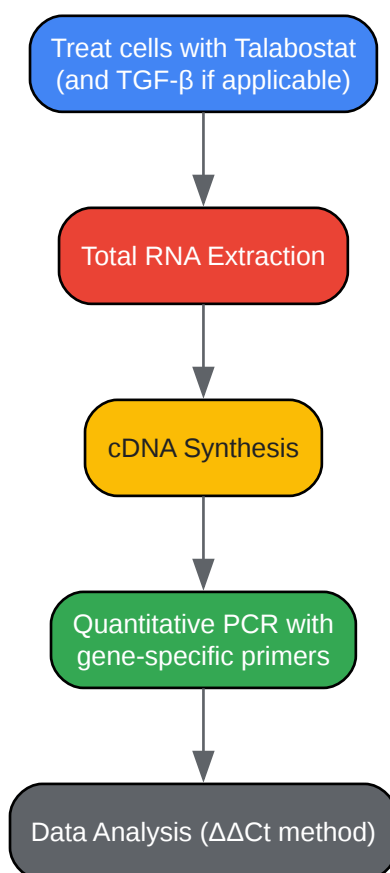 Treat cells with Talabostat
(and TGF-β if applicable)
Total RNA Extraction
cDNA Synthesis
Quantitative PCR with
gene-specific primers
Data Analysis (ΔΔCt method)